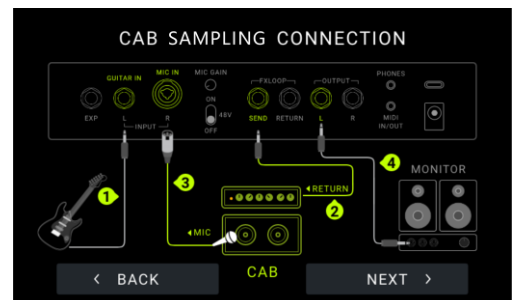 CAB SAMPLING CONNECTION
GUITAR IN
MIC IN
MIC GAIN
FXLOOP
OUTPUT
PHONES
ON
48V
OFF
EXP
L
R
INPUT
SEND
RETURN
L
R
MIDI
IN/OUT
1
3
4
MONITOR
◂RETURN
2
◂MIC
CAB
< BACK
NEXT >